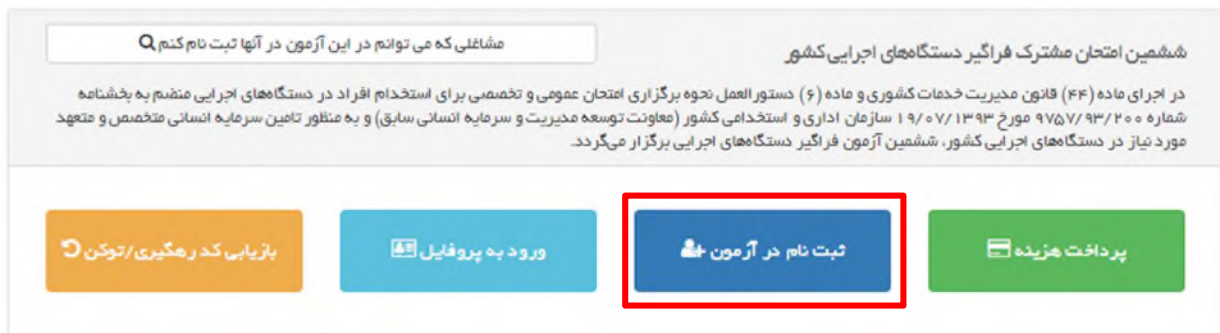 مشاغلی که می توانم در این آزمون در آنها ثبت نام کنم
ششمین امتحان مشترک فراگیر دستگاه‌های اجرایی کشور
در اجرای ماده (۴۴) قانون مدیریت خدمات کشوری و ماده (۶) دستورالعمل نحوه برگزاری امتحان عمومی و تخصصی برای استخدام افراد در دستگاه‌های اجرایی منضم به بخشنامه
شماره ۹۷۵۷/۹۳/۲۰۰ مورخ ۱۹/۰۷/۱۳۹۳ سازمان اداری و استخدامی کشور (معاونت توسعه مدیریت و سرمایه انسانی سابق) و به منظور تامین سرمایه انسانی متخصص و متعهد
مورد نیاز در دستگاه‌های اجرایی کشور، ششمین آزمون فراگیر دستگاه‌های اجرایی برگزار میگردد.
پرداخت هزینه
ثبت نام در آزمون
ورود به پروفایل
بازیابی کد رهگیری/توکن